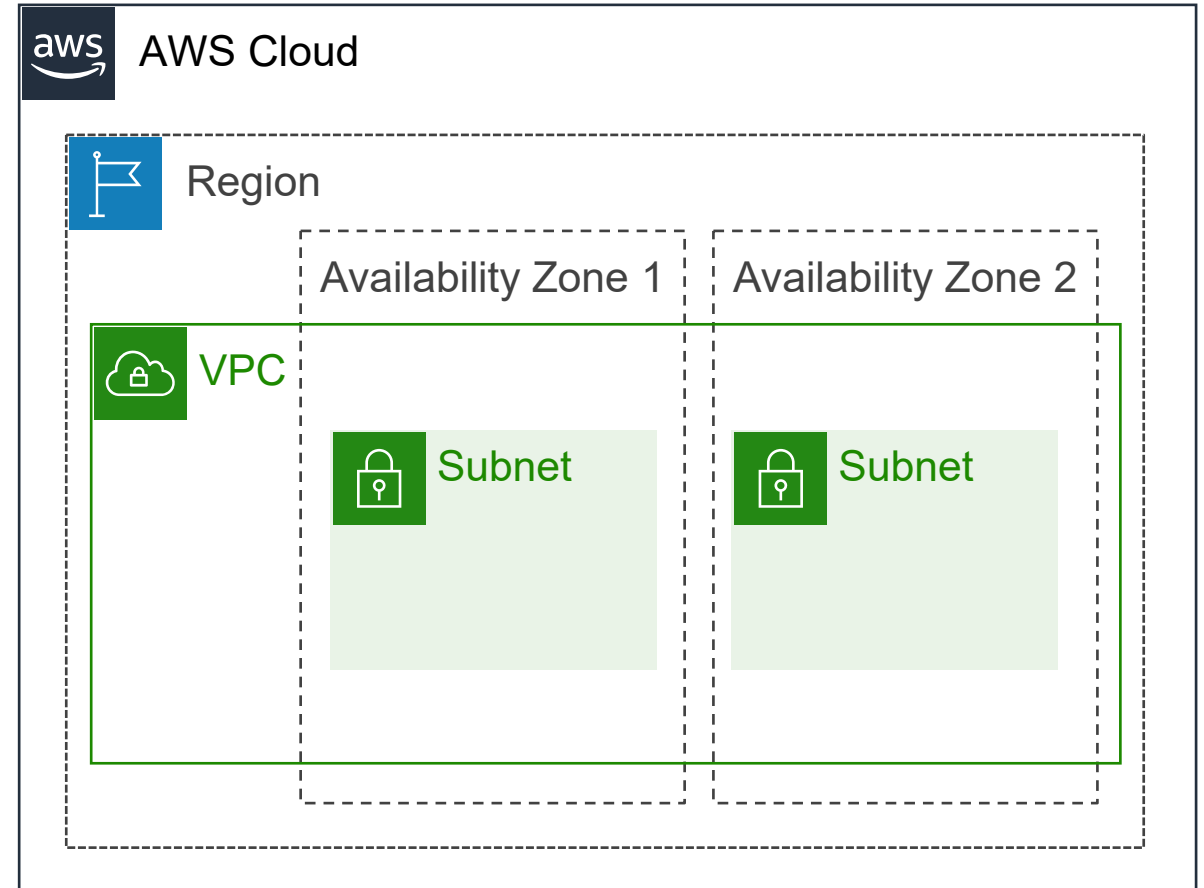 aws
AWS Cloud
Region
Availability Zone 1
Availability Zone 2
VPC
Subnet
Subnet